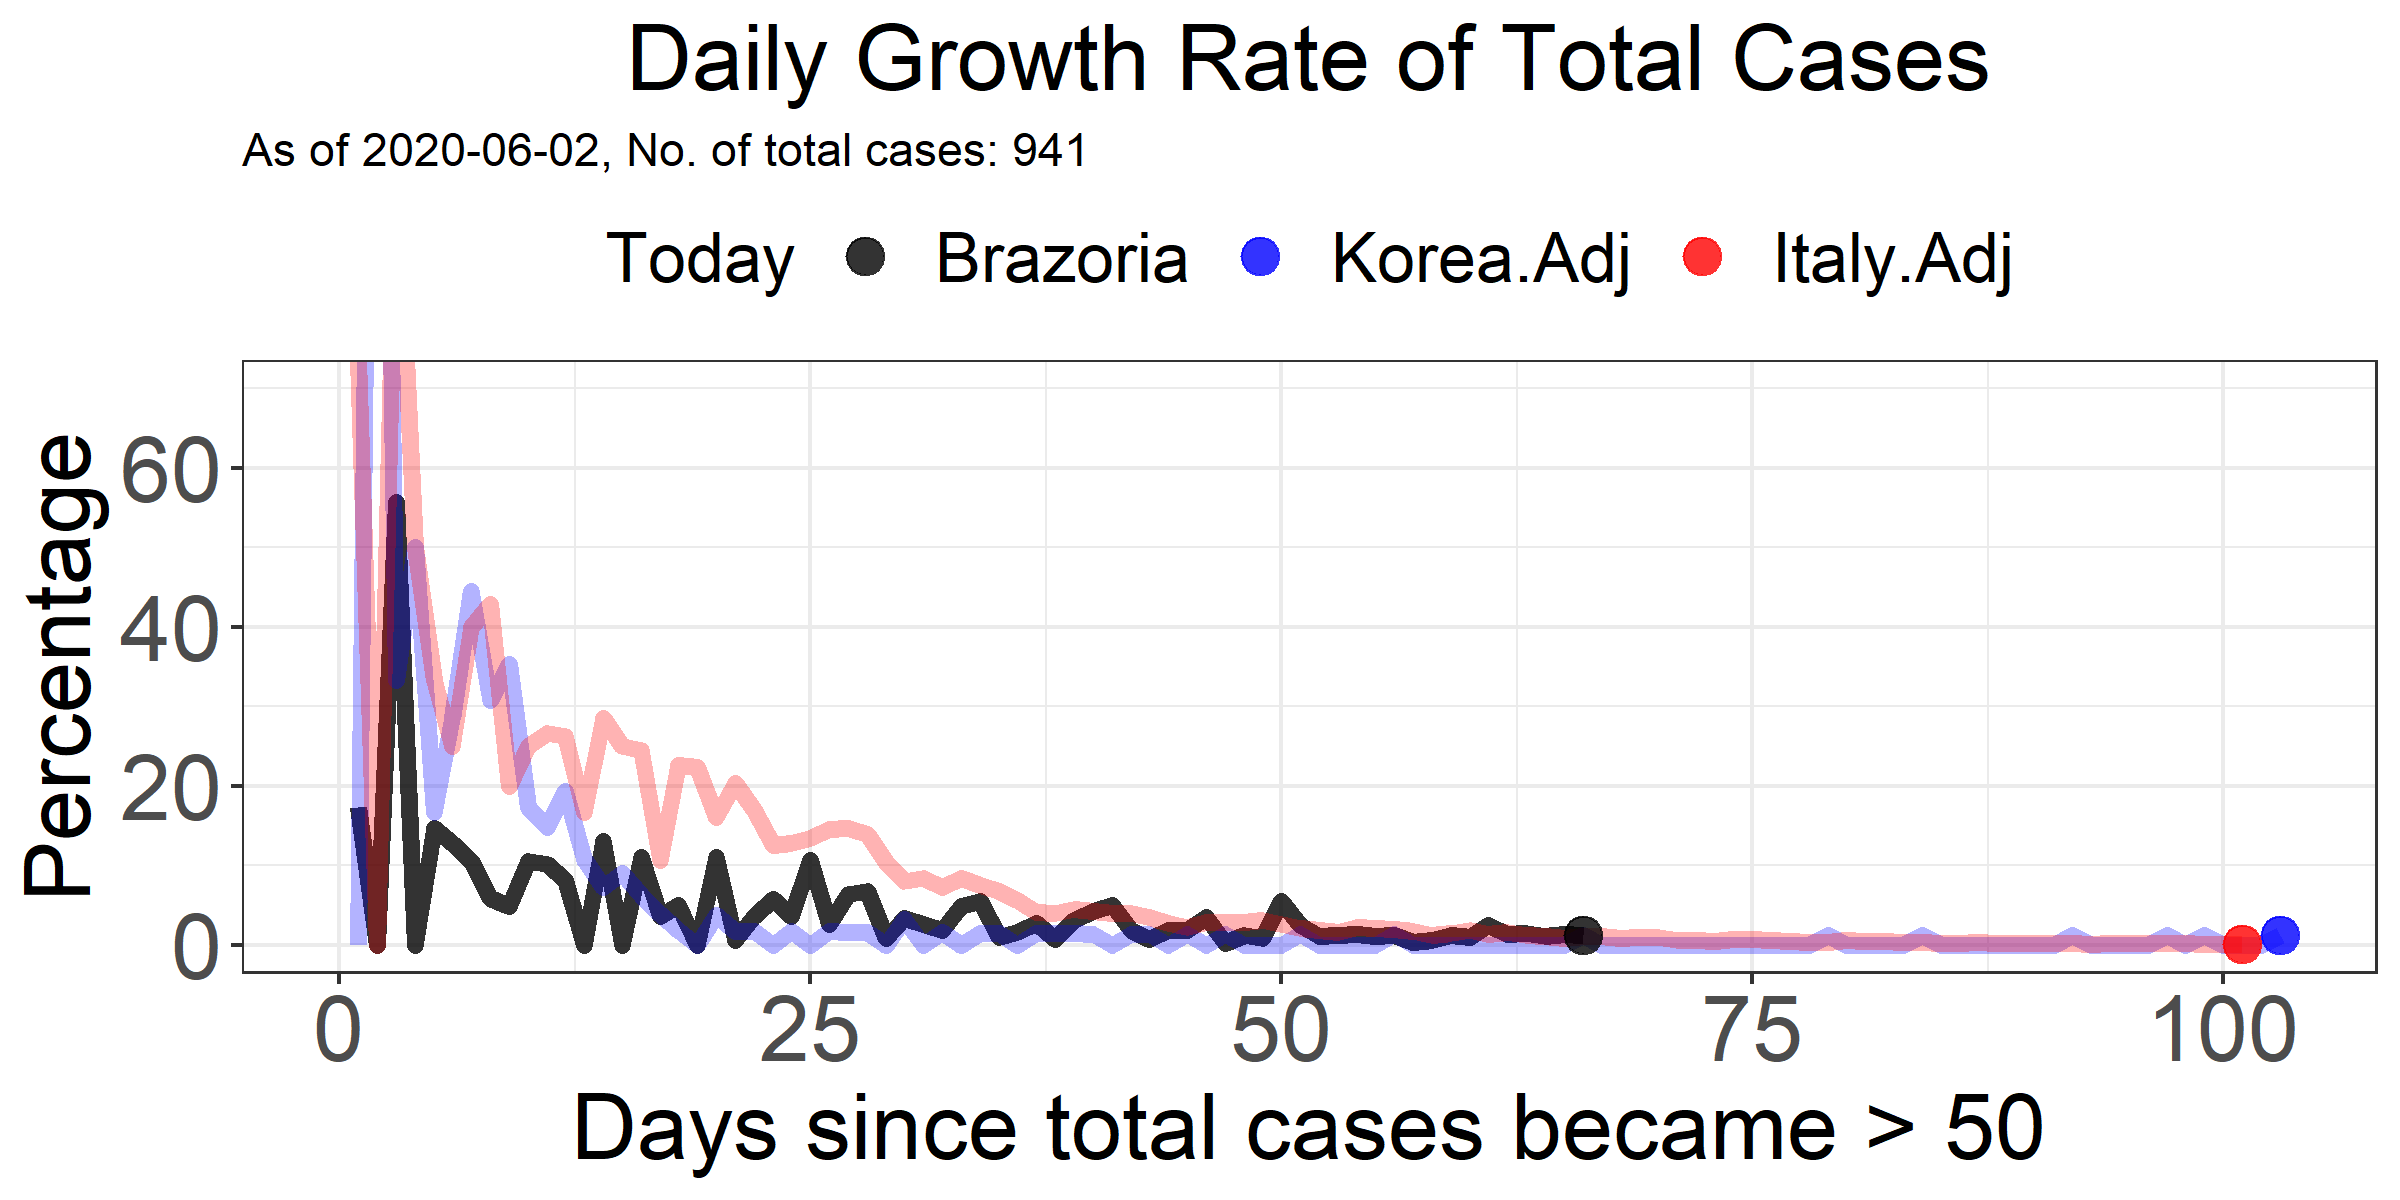 Daily Growth Rate of Total Cases
As of 2020-06-02, No. of total cases: 941
Today Brazoria Korea.Adj Italy.Adj
Percentage
60
40
20
0
0 25 50 75 100
Days since total cases became > 50